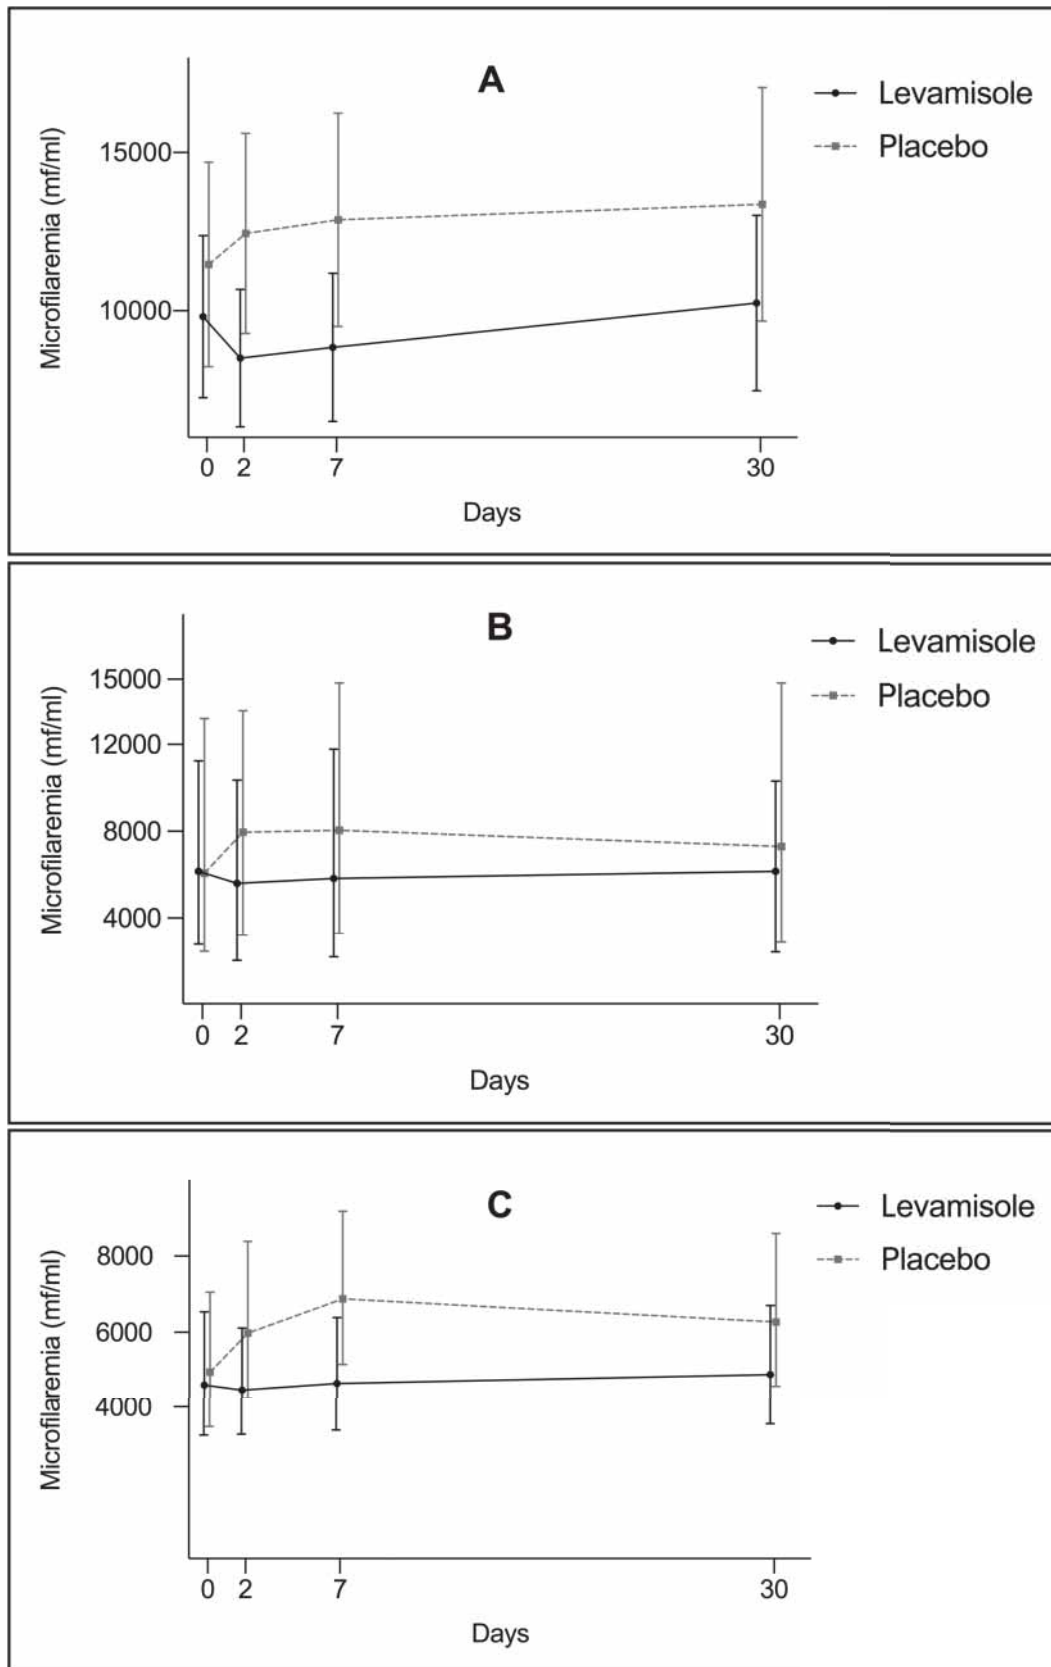 A
Levamisole
Placebo
Microfilaremia (mf/ml)
15000
10000
0 2 7 30
Days
B
Levamisole
Placebo
Microfilaremia (mf/ml)
15000
12000
8000
4000
0 2 7 30
Days
C
Levamisole
Placebo
Microfilaremia (mf/ml)
8000
6000
4000
0 2 7 30
Days